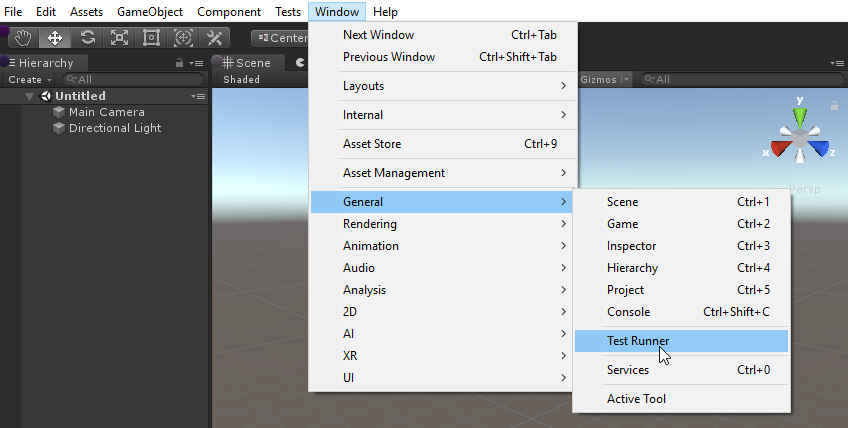 File Edit Assets GameObject Component Tests Window Help
Center
Hierarchy
Create All
Untitled
Main Camera
Directional Light
Scene
Shaded
Gizmos All
y
x
z
Persp
Next Window Ctrl+Tab
Previous Window Ctrl+Shift+Tab
Layouts
Internal
Asset Store Ctrl+9
Asset Management
General
Rendering
Animation
Audio
Analysis
2D
AI
XR
UI
Scene Ctrl+1
Game Ctrl+2
Inspector Ctrl+3
Hierarchy Ctrl+4
Project Ctrl+5
Console Ctrl+Shift+C
Test Runner
Services Ctrl+0
Active Tool